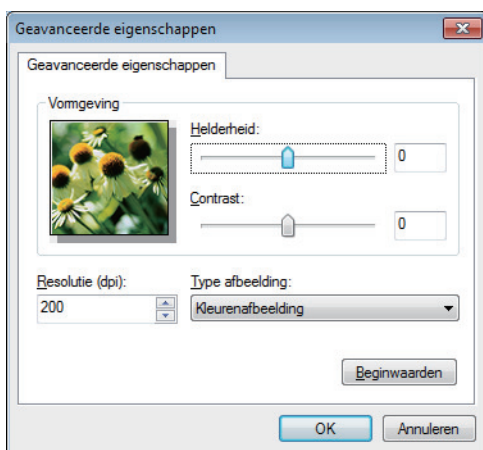 Geavanceerde eigenschappen
Geavanceerde eigenschappen
Vormgeving
Helderheid:
0
Contrast:
0
Resolutie (dpi):
200
Type afbeelding:
Kleurenafbeelding
Beginwaarden
OK
Annuleren